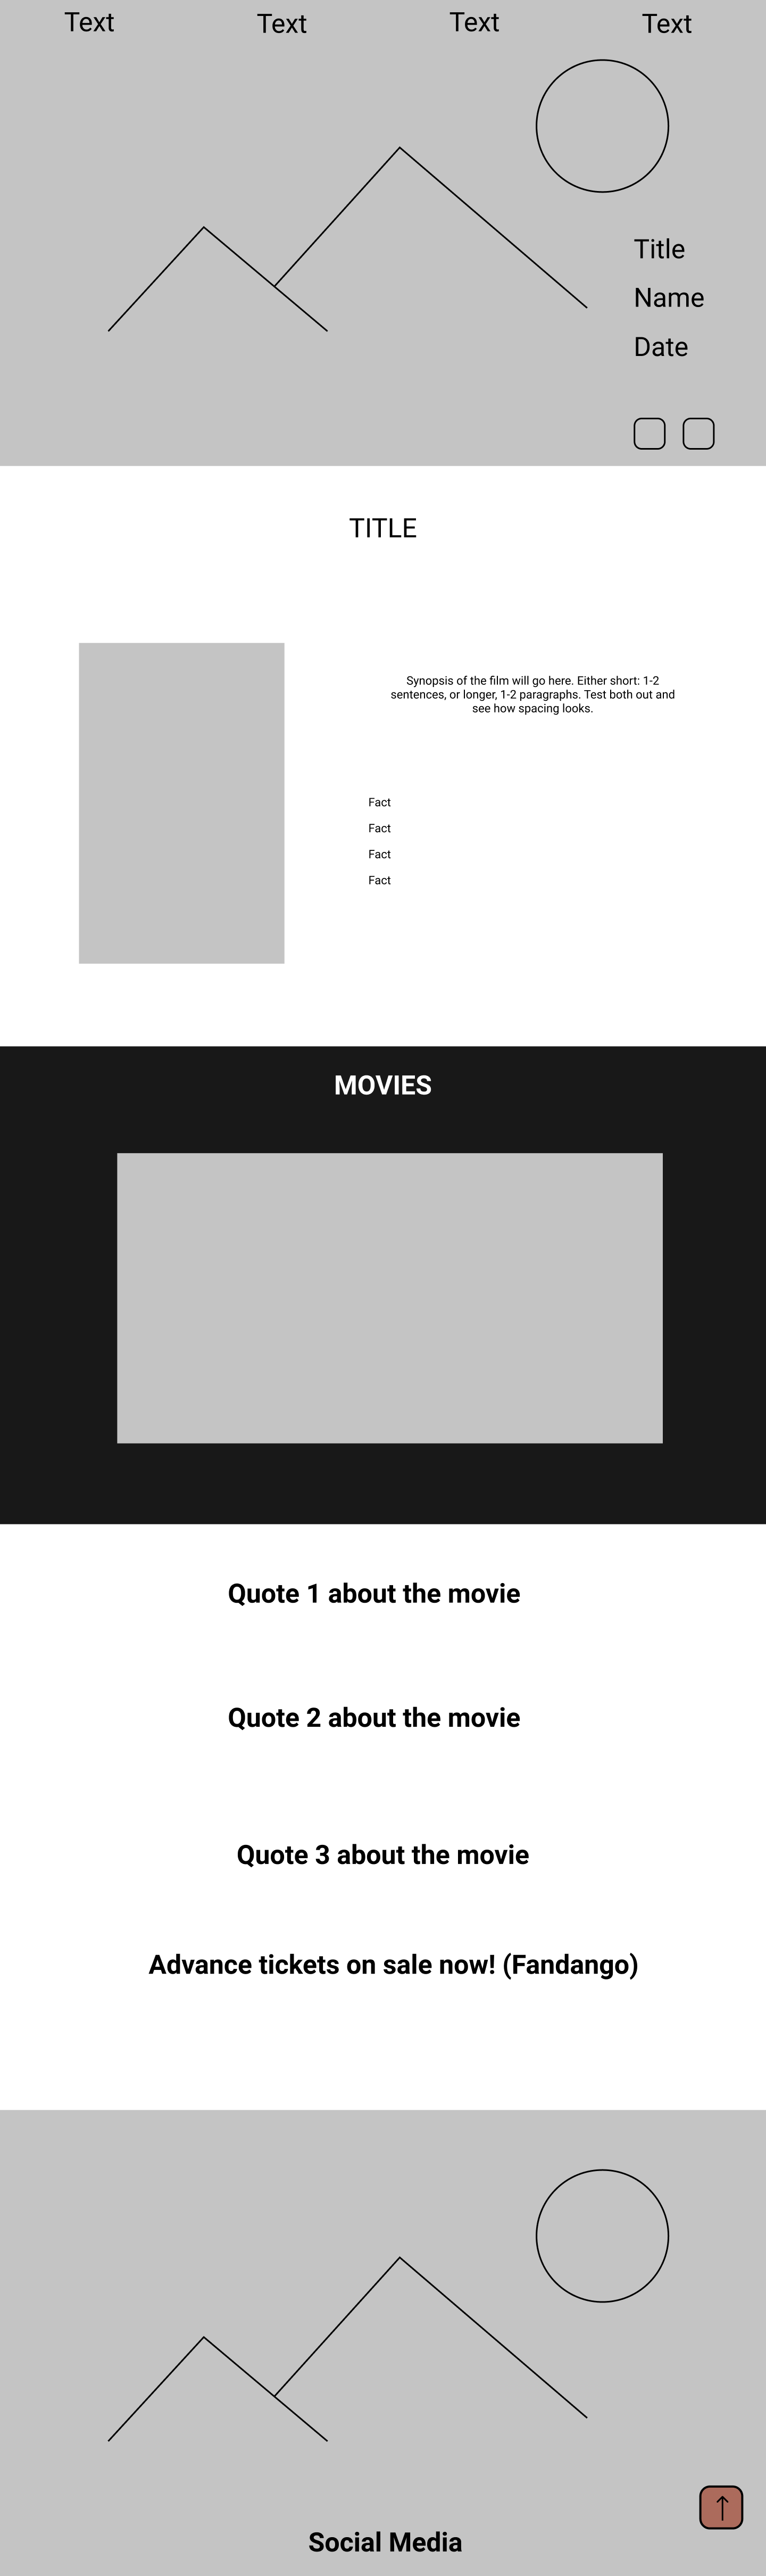 Text
Text
Text
Text
Title
Name
Date
TITLE
Synopsis of the film will go here. Either short: 1-2
sentences, or longer, 1-2 paragraphs. Test both out and
see how spacing looks.
Fact
Fact
Fact
Fact
MOVIES
Quote 1 about the movie
Quote 2 about the movie
Quote 3 about the movie
Advance tickets on sale now! (Fandango)
Social Media